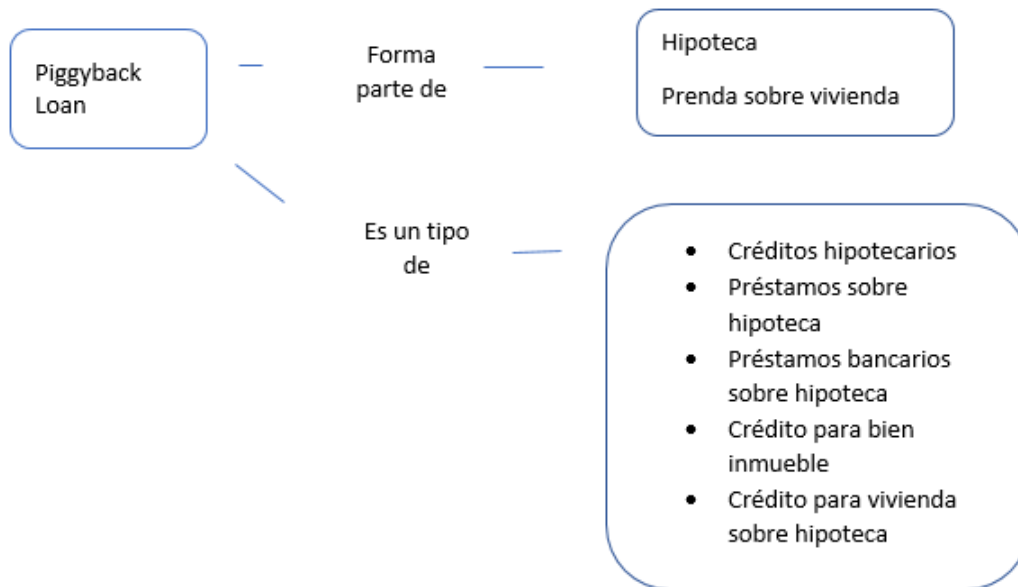 Piggyback
Loan
Forma
parte de
Hipoteca
Prenda sobre vivienda
Es un tipo
de
• Créditos hipotecarios
• Préstamos sobre
hipoteca
• Préstamos bancarios
sobre hipoteca
• Crédito para bien
inmueble
• Crédito para vivienda
sobre hipoteca